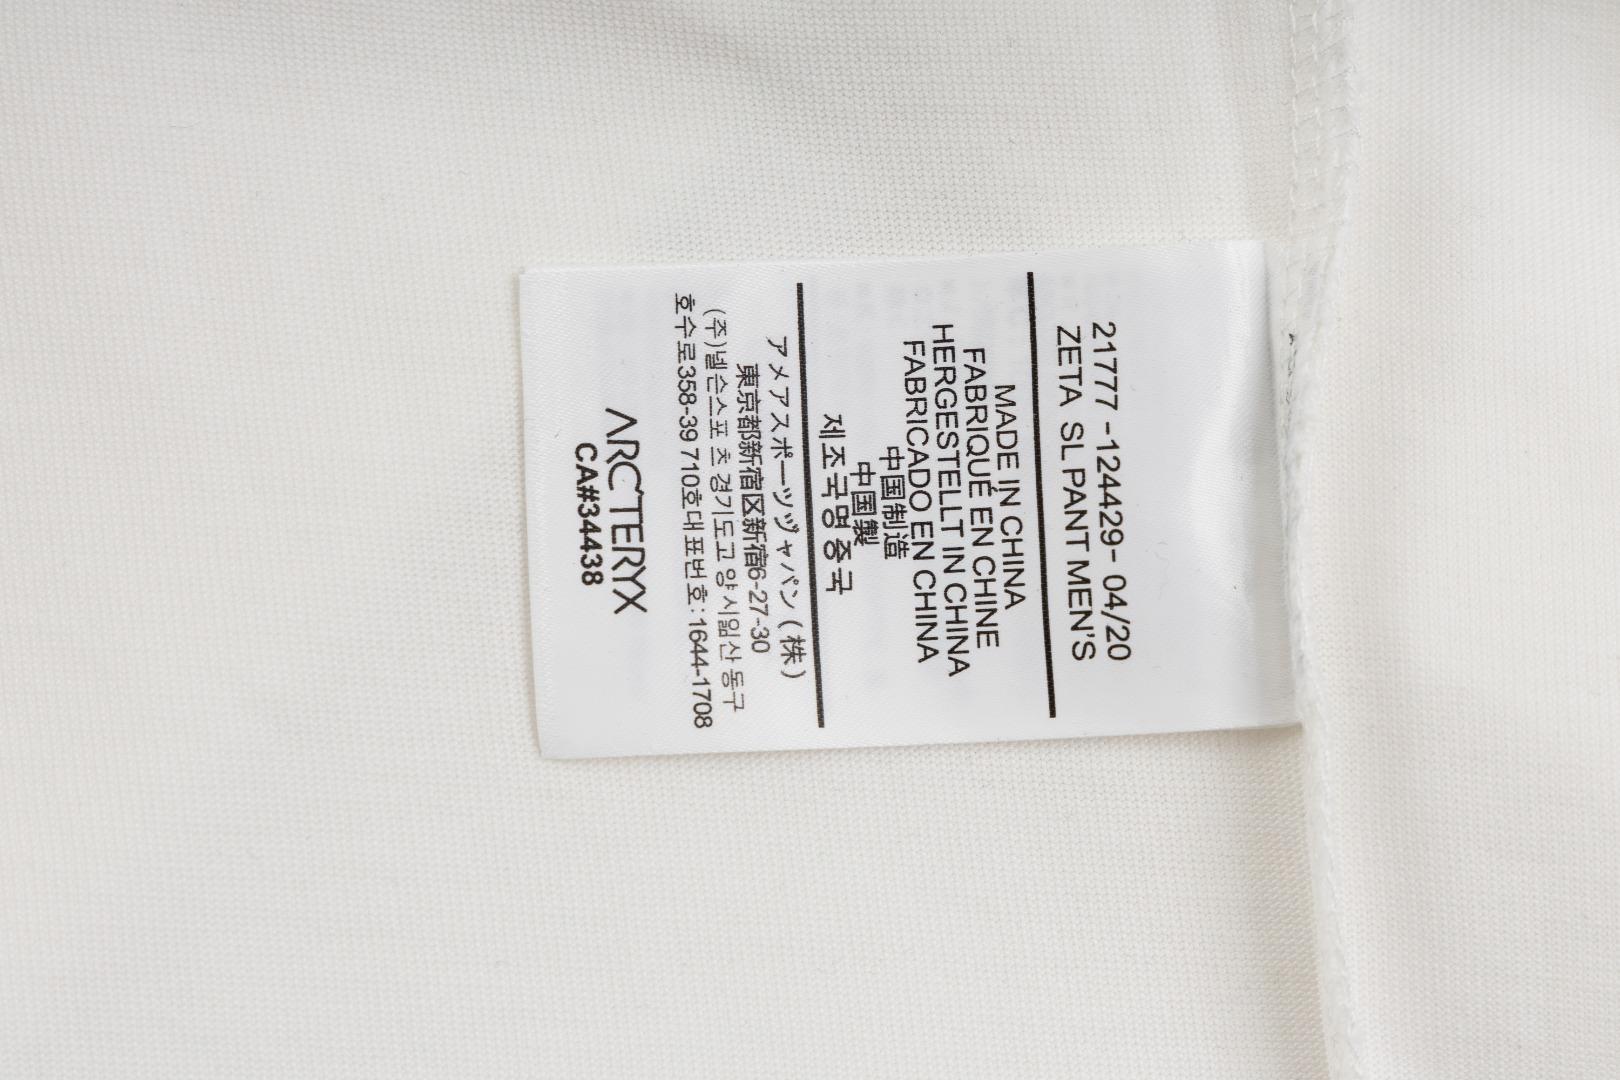 21777 -124429- 04/20
ZETA SL PANT MEN'S
MADE IN CHINA
FABRIQUÉ EN CHINE
HERGESTELLT IN CHINA
FABRICADO EN CHINA
中国制造
中国製
제조국명 중국
アメアスポーツヅャパン (株)
東京都新宿区新宿6-27-30
(주)넬슨스포츠 경기도고양시일산동구
호수로358-39 710호대표번호: 1644-1708
ARC'TERYX
CA#34438